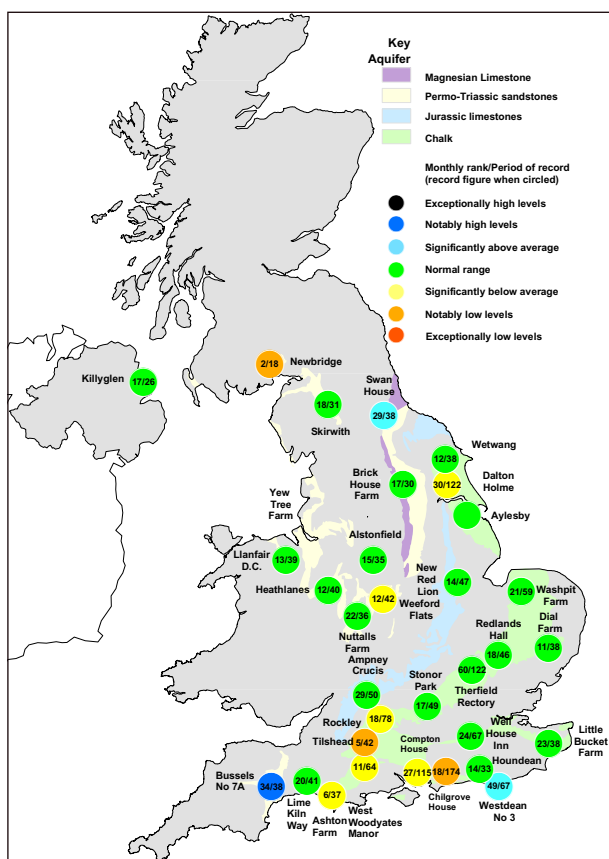 Key
Aquifer
Magnesian Limestone
Permo-Triassic sandstones
Jurassic limestones
Chalk
Monthly rank/Period of record
(record figure when circled)
Exceptionally high levels
Notably high levels
Significantly above average
Normal range
Significantly below average
Notably low levels
Exceptionally low levels
Newbridge
2/18
Killyglen
17/26
Swan
House
29/38
18/31
Skirwith
Wetwang
12/38
Dalton
Holme
30/122
Brick
House
Farm
17/30
Yew
Tree
Farm
Aylesby
Alstonfield
15/35
Llanfair
D.C.
13/39
New
Red
Lion
14/47
Heathlanes
12/40
12/42
Weeford
Flats
Washpit
Farm
21/59
22/36
Nuttalls
Farm
Redlands
Hall
18/46
Dial
Farm
11/38
Ampney
Crucis
29/50
Stonor
Park
17/49
60/122
Therfield
Rectory
Rockley
18/78
Tilshead
5/42
Compton
House
27/115
Well
House
Inn
24/67
Little
Bucket
Farm
23/38
Houndean
14/33
11/64
West
Woodyates
Manor
18/174
Chilgrove
House
49/67
Westdean
No 3
Bussels
No 7A
34/38
20/41
Lime
Kiln
Way
6/37
Ashton
Farm